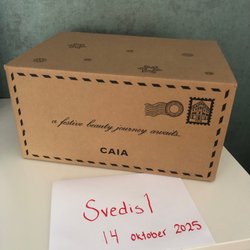 a festive beauty journey awaits...
CAIA
Svedis1
14 oktober 2025